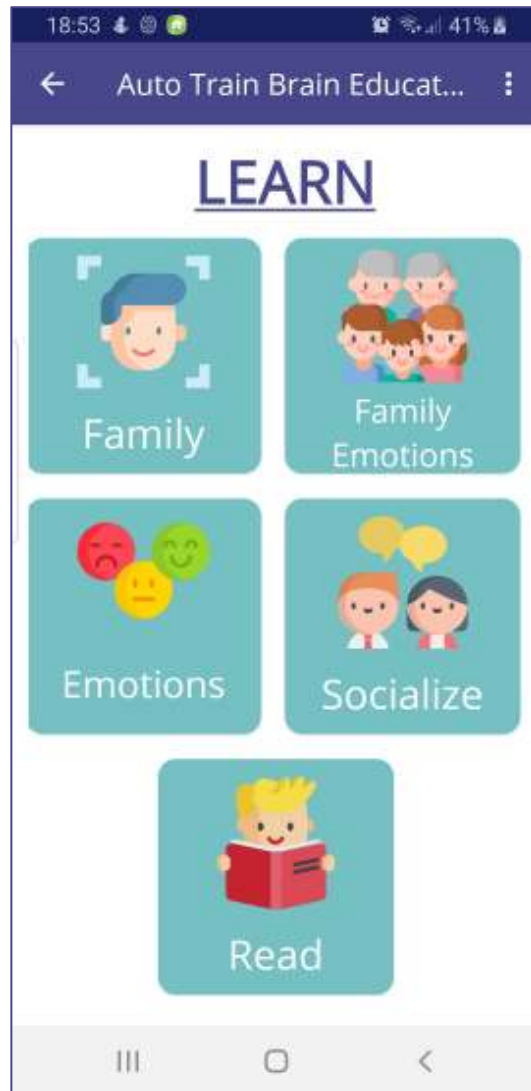 18:53 41%
Auto Train Brain Educat...
LEARN
Family
Family
Emotions
Emotions
Socialize
Read